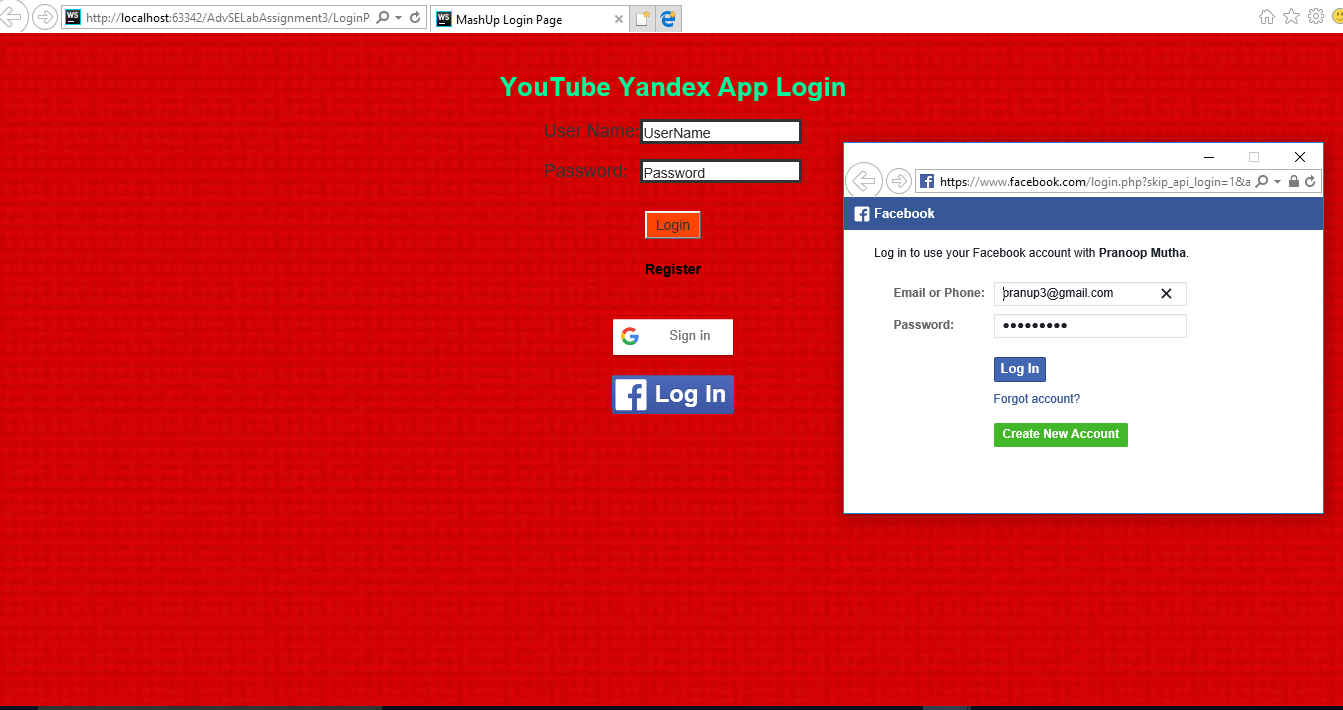 http://localhost:63342/AdvSELabAssignment3/LoginP
WS MashUp Login Page
YouTube Yandex App Login
User Name: UserName
Password: Password
Login
Register
Sign in
f Log In
https://www.facebook.com/login.php?skip_api_login=1&a
Facebook
Log in to use your Facebook account with Pranoop Mutha.
Email or Phone: pranup3@gmail.com
Password: •••••••••
Log In
Forgot account?
Create New Account